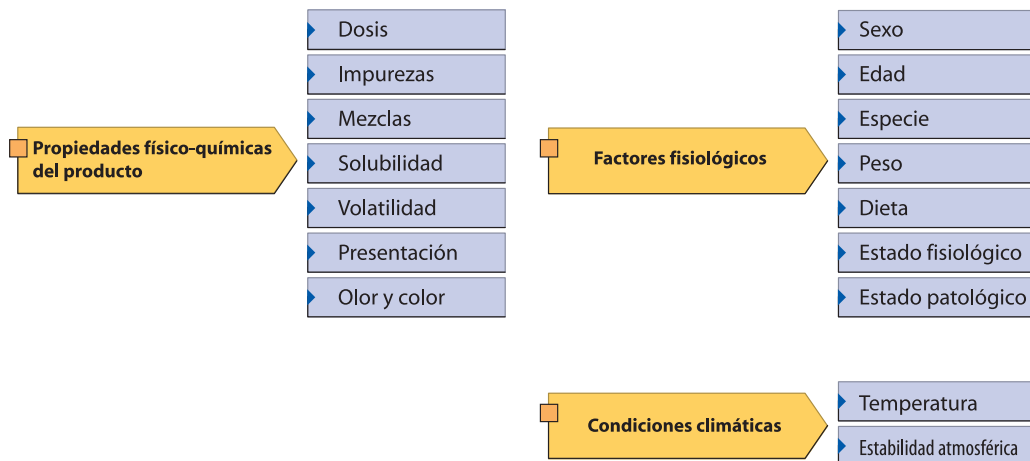 Propiedades físico-químicas
del producto
Dosis
Impurezas
Mezclas
Solubilidad
Volatilidad
Presentación
Olor y color
Factores fisiológicos
Sexo
Edad
Especie
Peso
Dieta
Estado fisiológico
Estado patológico
Condiciones climáticas
Temperatura
Estabilidad atmosférica